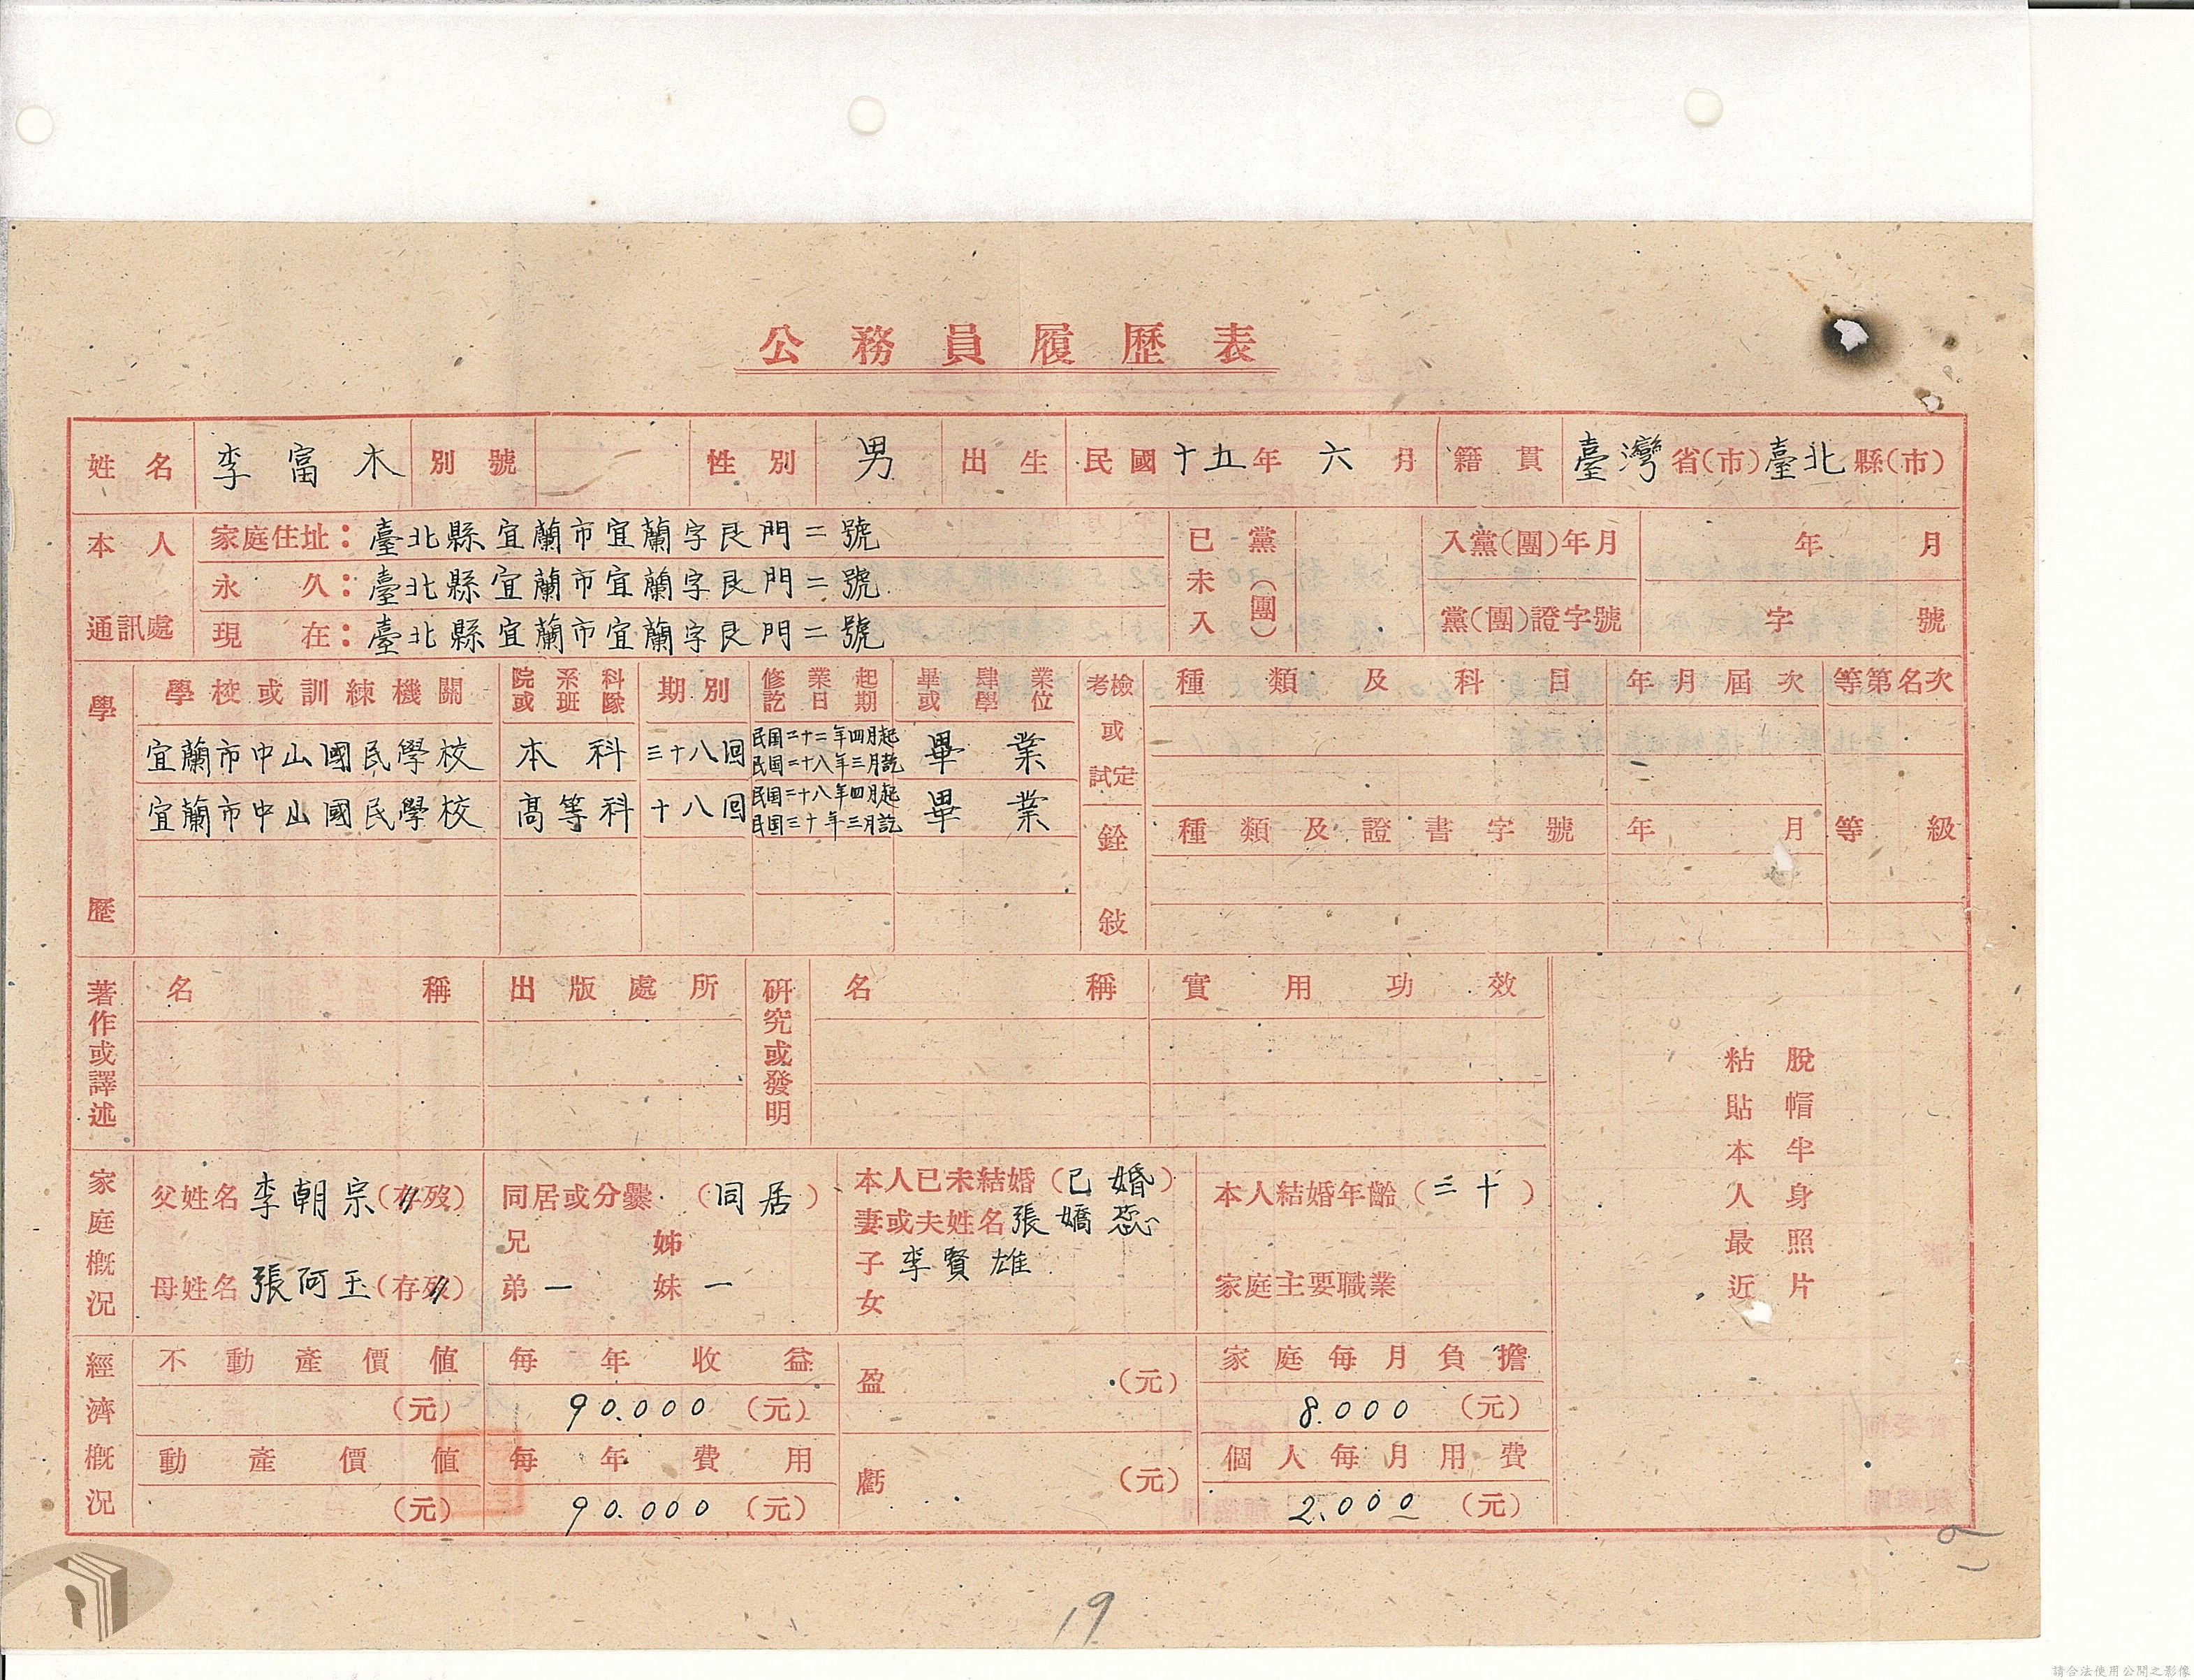 公務員履歷表
姓名 李富木 別號 一 性別 男 出生 民國十五年六月 籍貫 臺灣省(市)臺北縣(市)
本人通訊處
家庭住址：臺北縣宜蘭市宜蘭字艮門二號
永久：臺北縣宜蘭市宜蘭字艮門二號
現在：臺北縣宜蘭市宜蘭字艮門二號
已未入黨(團)
入黨(團)年月 年 月
黨(團)證字號 字 號
學歷
學校或訓練機關 院系科或班隊 期別 修業起訖日期 畢肄業或學位
宜蘭市中山國民學校 本科 三十八回 民国二十二年四月起 民国二十八年三月訖 畢業
宜蘭市中山國民學校 高等科 十八回 民国二十八年四月起 民国三十年三月訖 畢業
考檢或試定
種類及科目 年月屆次 等第名次
銓敍
種類及證書字號 年月 等級
著作或譯述
名稱 出版處所
研究或發明
名稱 實用功效
脫帽半身照片
粘貼本人最近
家庭概況
父姓名 李朝宗(存歿)
母姓名 張阿玉(存歿)
同居或分爨（同居）
兄 姊
弟 一 妹 一
本人已未結婚（已婚）
妻或夫姓名 張嬌蕊
子 李賢雄
女
本人結婚年齡（三十）
家庭主要職業
經濟概況
不動產價值 (元)
動產價值 (元)
每年收益 90.000 (元)
每年費用 90.000 (元)
盈 (元)
虧 (元)
家庭每月負擔 8.000 (元)
個人每月用費 2.000 (元)
19
請合法使用公開之影像